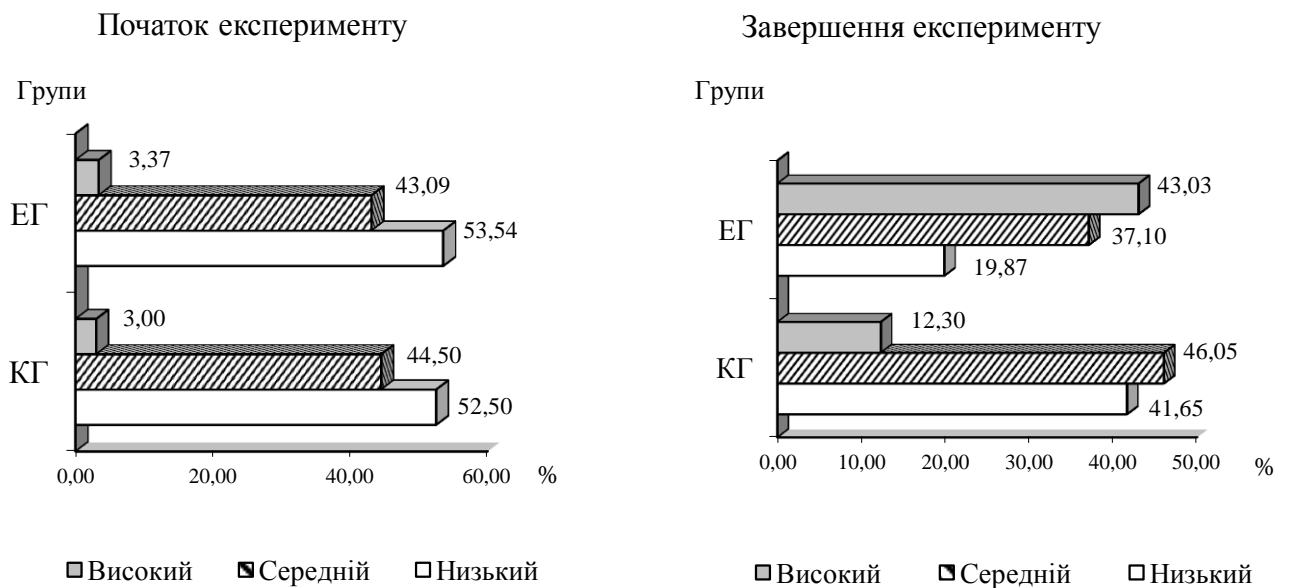 Початок експерименту
Групи
ЕГ
3,37
43,09
53,54
КГ
3,00
44,50
52,50
0,00 20,00 40,00 60,00 %
Високий Середній Низький
Завершення експерименту
Групи
ЕГ
43,03
37,10
19,87
КГ
12,30
46,05
41,65
0,00 10,00 20,00 30,00 40,00 50,00 %
Високий Середній Низький